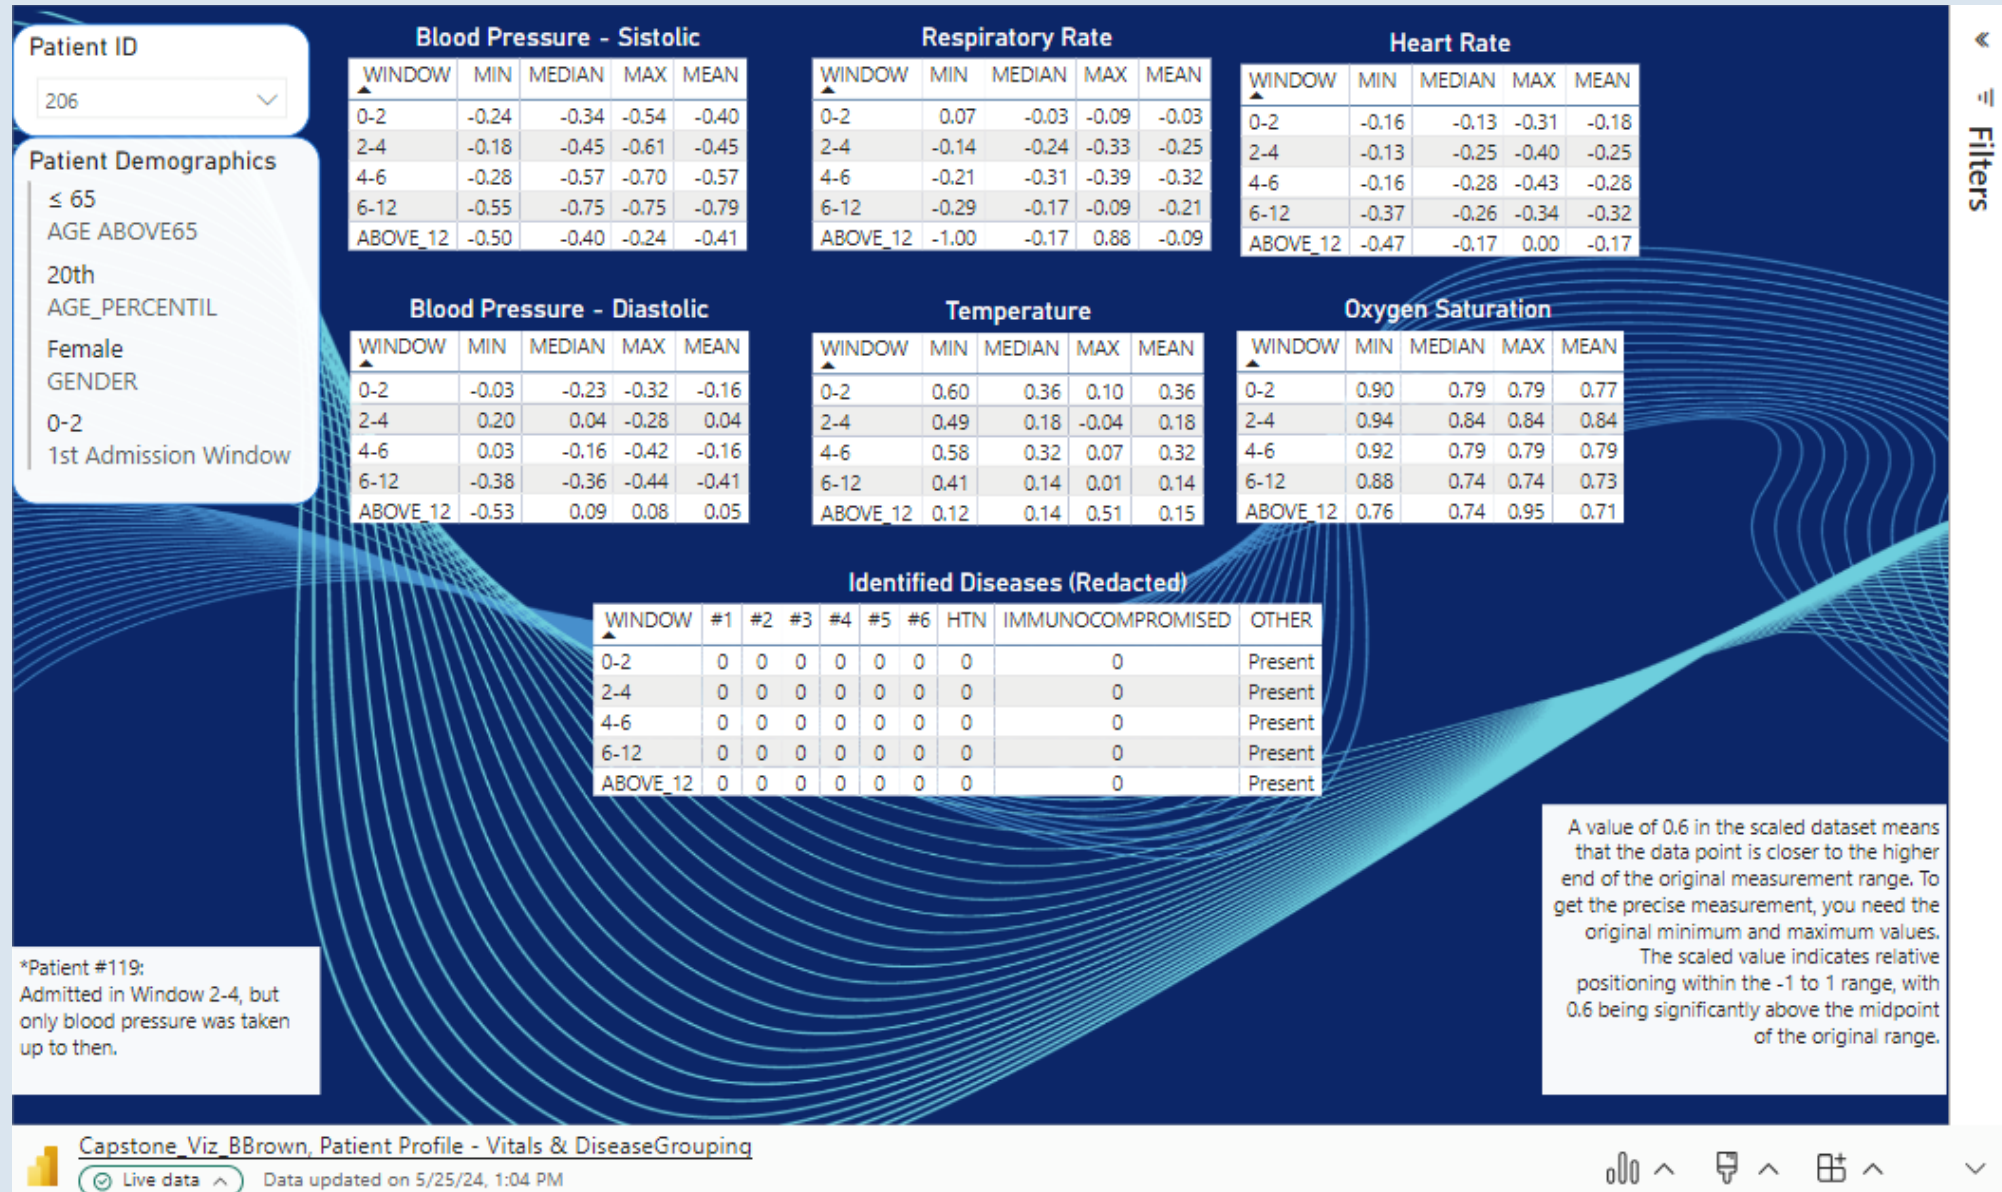 Patient ID
206
Patient Demographics
≤ 65
AGE ABOVE65
20th
AGE_PERCENTIL
Female
GENDER
0-2
1st Admission Window
Blood Pressure - Sistolic
WINDOW MIN MEDIAN MAX MEAN
0-2 -0.24 -0.34 -0.54 -0.40
2-4 -0.18 -0.45 -0.61 -0.45
4-6 -0.28 -0.57 -0.70 -0.57
6-12 -0.55 -0.75 -0.75 -0.79
ABOVE_12 -0.50 -0.40 -0.24 -0.41
Respiratory Rate
WINDOW MIN MEDIAN MAX MEAN
0-2 0.07 -0.03 -0.09 -0.03
2-4 -0.14 -0.24 -0.33 -0.25
4-6 -0.21 -0.31 -0.39 -0.32
6-12 -0.29 -0.17 -0.09 -0.21
ABOVE_12 -1.00 -0.17 0.88 -0.09
Heart Rate
WINDOW MIN MEDIAN MAX MEAN
0-2 -0.16 -0.13 -0.31 -0.18
2-4 -0.13 -0.25 -0.40 -0.25
4-6 -0.16 -0.28 -0.43 -0.28
6-12 -0.37 -0.26 -0.34 -0.32
ABOVE_12 -0.47 -0.17 0.00 -0.17
Blood Pressure - Diastolic
WINDOW MIN MEDIAN MAX MEAN
0-2 -0.03 -0.23 -0.32 -0.16
2-4 0.20 0.04 -0.28 0.04
4-6 0.03 -0.16 -0.42 -0.16
6-12 -0.38 -0.36 -0.44 -0.41
ABOVE_12 -0.53 0.09 0.08 0.05
Temperature
WINDOW MIN MEDIAN MAX MEAN
0-2 0.60 0.36 0.10 0.36
2-4 0.49 0.18 -0.04 0.18
4-6 0.58 0.32 0.07 0.32
6-12 0.41 0.14 0.01 0.14
ABOVE_12 0.12 0.14 0.51 0.15
Oxygen Saturation
WINDOW MIN MEDIAN MAX MEAN
0-2 0.90 0.79 0.79 0.77
2-4 0.94 0.84 0.84 0.84
4-6 0.92 0.79 0.79 0.79
6-12 0.88 0.74 0.74 0.73
ABOVE_12 0.76 0.74 0.95 0.71
Identified Diseases (Redacted)
WINDOW #1 #2 #3 #4 #5 #6 HTN IMMUNOCOMPROMISED OTHER
0-2 0 0 0 0 0 0 0 0 Present
2-4 0 0 0 0 0 0 0 0 Present
4-6 0 0 0 0 0 0 0 0 Present
6-12 0 0 0 0 0 0 0 0 Present
ABOVE_12 0 0 0 0 0 0 0 0 Present
*Patient #119:
Admitted in Window 2-4, but
only blood pressure was taken
up to then.
A value of 0.6 in the scaled dataset means
that the data point is closer to the higher
end of the original measurement range. To
get the precise measurement, you need the
original minimum and maximum values.
The scaled value indicates relative
positioning within the -1 to 1 range, with
0.6 being significantly above the midpoint
of the original range.
Filters
Capstone_Viz_BBrown, Patient Profile - Vitals & DiseaseGrouping
Live data
Data updated on 5/25/24, 1:04 PM